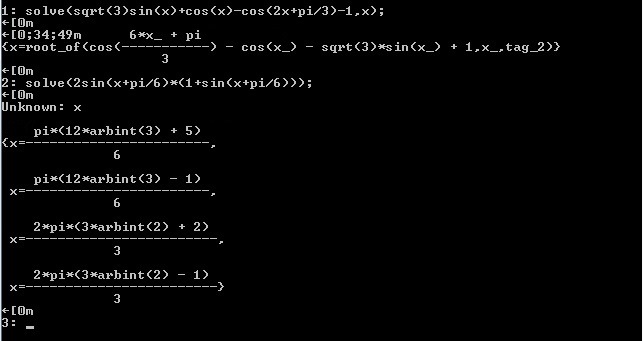 1: solve(sqrt(3)sin(x)+cos(x)-cos(2x+pi/3)-1,x);
←[0m
←[0;34;49m      6*x_ + pi
{x=root_of(cos(-----------) - cos(x_) - sqrt(3)*sin(x_) + 1,x_,tag_2)}
3
←[0m
2: solve(2sin(x+pi/6)*(1+sin(x+pi/6)));
←[0m
Unknown: x
pi*(12*arbint(3) + 5)
{x=-----------------------,
6
pi*(12*arbint(3) - 1)
x=-----------------------,
6
2*pi*(3*arbint(2) + 2)
x=------------------------,
3
2*pi*(3*arbint(2) - 1)
x=------------------------}
3
←[0m
3: _